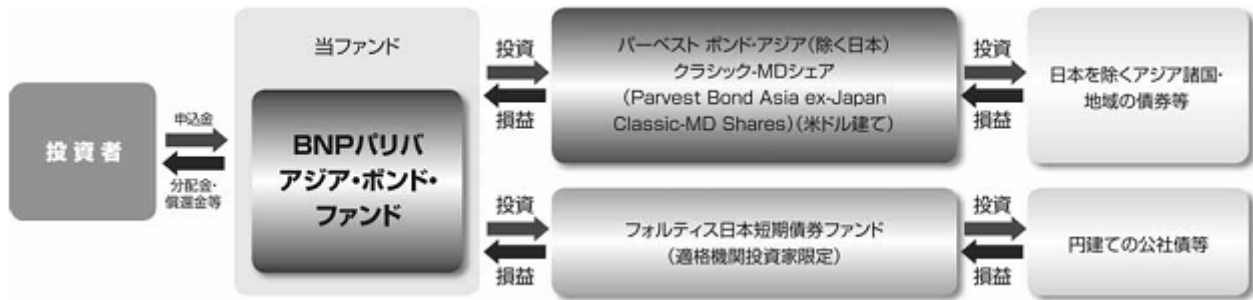 投資者
申込金
分配金・
償還金等
当ファンド
BNPパリバ
アジア・ボンド・
ファンド
投資
損益
パーベスト ボンド・アジア(除く日本)
クラシック-MDシェア
(Parvest Bond Asia ex-Japan
Classic-MD Shares)(米ドル建て)
投資
損益
日本を除くアジア諸国・
地域の債券等
投資
損益
フォルティス日本短期債券ファンド
(適格機関投資家限定)
投資
損益
円建ての公社債等